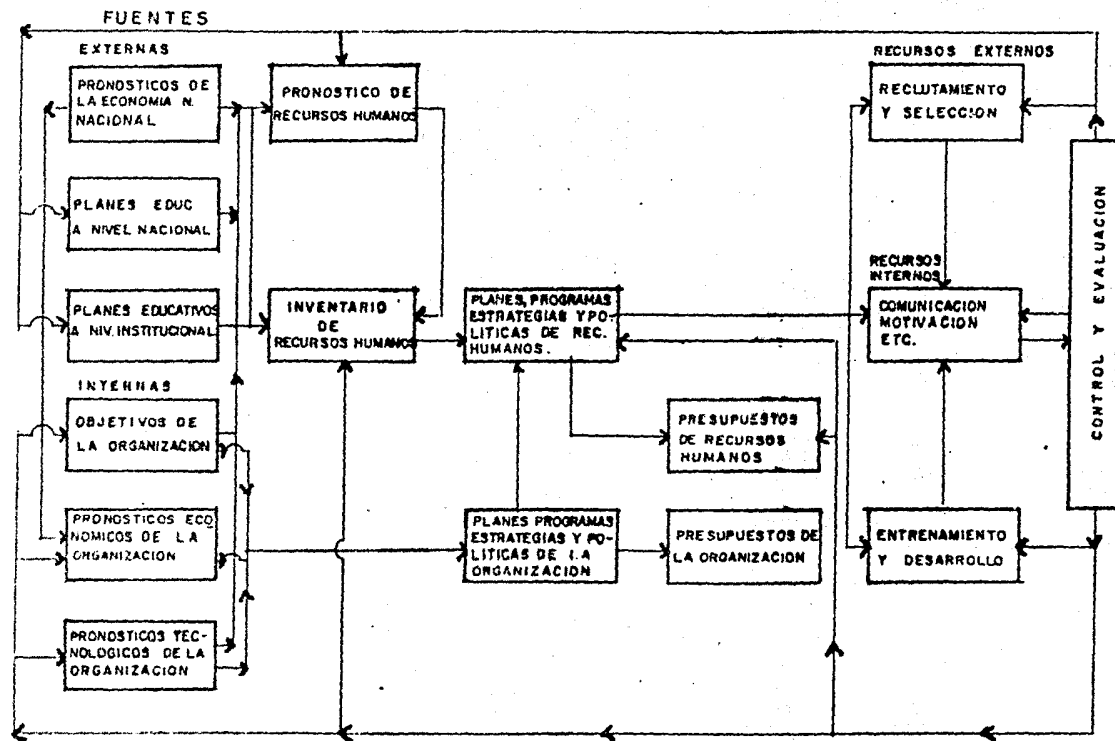 FUENTES
EXTERNAS
PRONOSTICOS DE
LA ECONOMIA N.
NACIONAL
PLANES EDUC
A NIVEL NACIONAL
PLANES EDUCATIVOS
A NIV. INSTITUCIONAL
INTERNAS
OBJETIVOS DE
LA ORGANIZACION
PRONOSTICOS ECO
NOMICOS DE LA
ORGANIZACION
PRONOSTICOS TEC-
NOLOGICOS DE LA
ORGANIZACION
PRONOSTICO DE
RECURSOS HUMANOS
INVENTARIO
DE
RECURSOS HUMANOS
PLANES, PROGRAMAS
ESTRATEGIAS Y PO-
LITICAS DE REC.
HUMANOS.
PRESUPUESTOS
DE RECURSOS
HUMANOS
PLANES PROGRAMAS
ESTRATEGIAS Y PO-
LITICAS DE LA
ORGANIZACION
PRESUPUESTOS DE
LA ORGANIZACION
RECURSOS EXTERNOS
RECLUTAMIENTO
Y SELECCION
RECURSOS
INTERNOS
COMUNICACION
MOTIVACION
ETC.
ENTRENAMIENTO
Y DESARROLLO
CONTROL Y EVALUACION